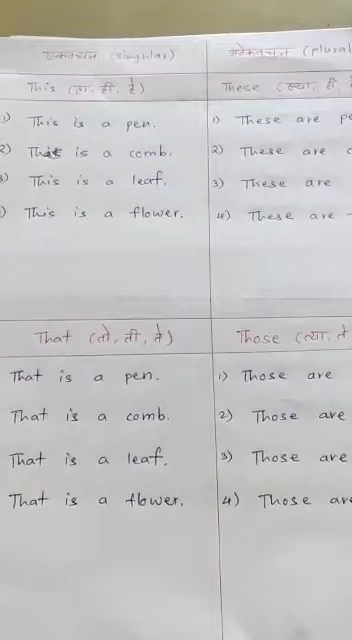 एकवचन (singular)
अनेकवचन (plural
This (हा, ही, हे)
These (ह्या, ही, हे
1) This is a pen.
2) This is a comb.
3) This is a leaf.
) This is a flower.
1) These are pe
2) These are c
3) These are
4) These are
That (तो, ती, ते)
Those (त्या, ते
That is a pen.
That is a comb.
That is a leaf.
That is a flower.
1) Those are
2) Those are
3) Those are
4) Those are